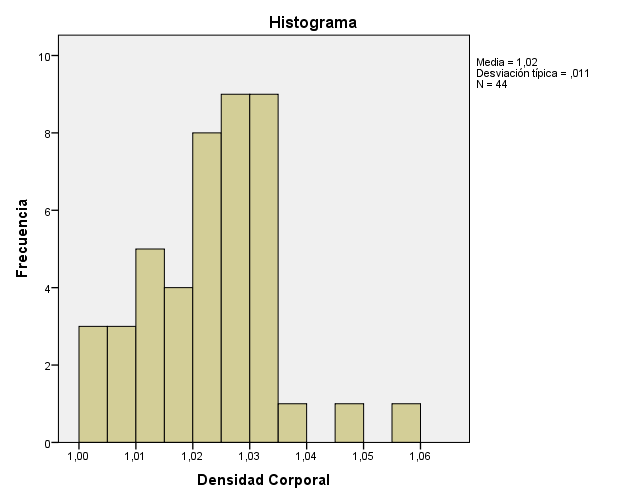 Histograma
Media = 1,02
Desviación típica = ,011
N = 44
Frecuencia
10
8
6
4
2
0
1,00 1,01 1,02 1,03 1,04 1,05 1,06
Densidad Corporal